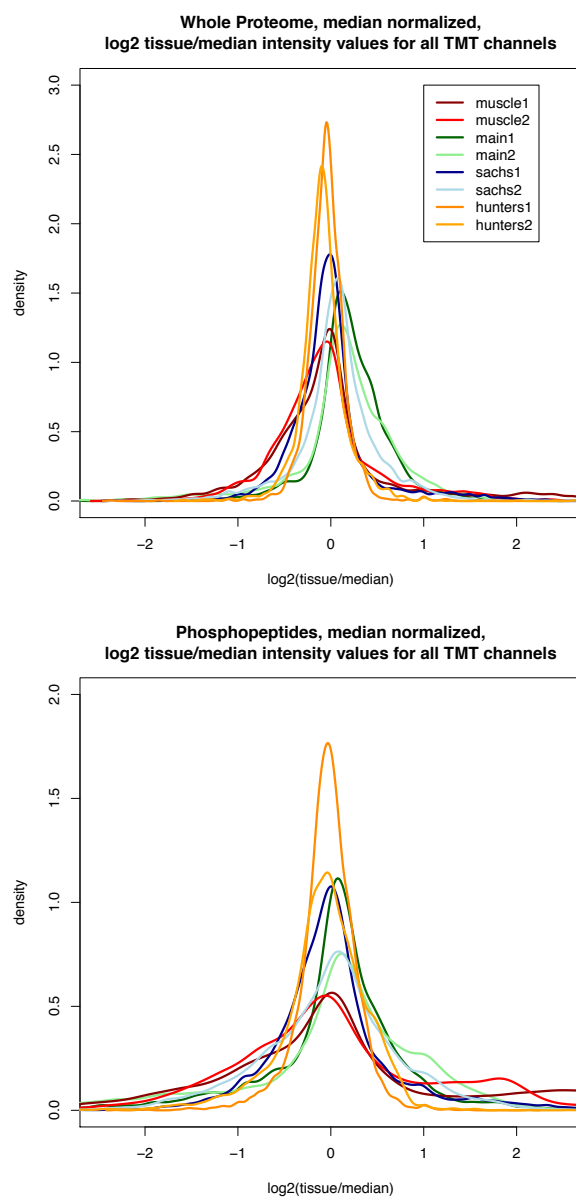 Whole Proteome, median normalized,
log2 tissue/median intensity values for all TMT channels
3.0
2.5
2.0
1.5
1.0
0.5
0.0
density
muscle1
muscle2
main1
main2
sachs1
sachs2
hunters1
hunters2
−2
−1
0
1
2
log2(tissue/median)
Phosphopeptides, median normalized,
log2 tissue/median intensity values for all TMT channels
2.0
1.5
1.0
0.5
0.0
density
−2
−1
0
1
2
log2(tissue/median)